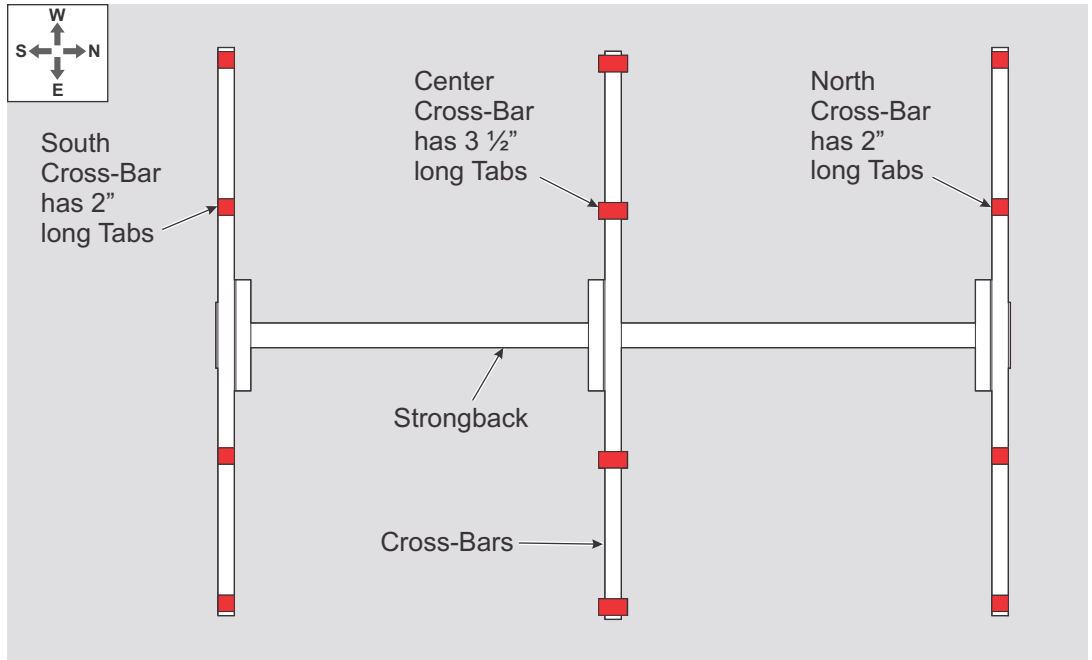 W
S N
E
South
Cross-Bar
has 2”
long Tabs
Center
Cross-Bar
has 3 ½”
long Tabs
North
Cross-Bar
has 2”
long Tabs
Strongback
Cross-Bars